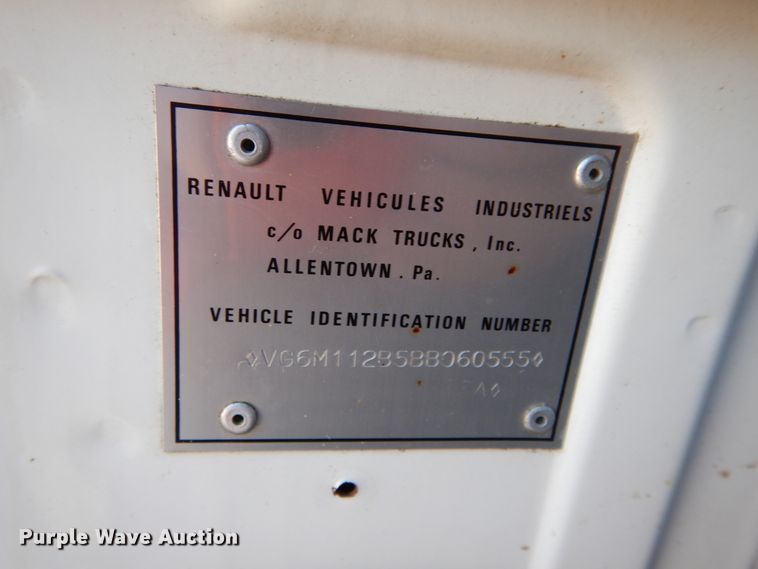 RENAULT VEHICULES INDUSTRIELS
c/o MACK TRUCKS, Inc.
ALLENTOWN. Pa.
VEHICLE IDENTIFICATION NUMBER
◊VG6M112B5BB060555◊
Purple Wave Auction